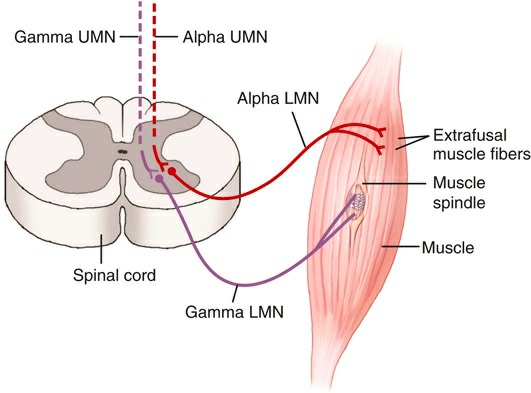 Gamma UMN
Alpha UMN
Alpha LMN
Extrafusal
muscle fibers
Muscle
spindle
Muscle
Spinal cord
Gamma LMN